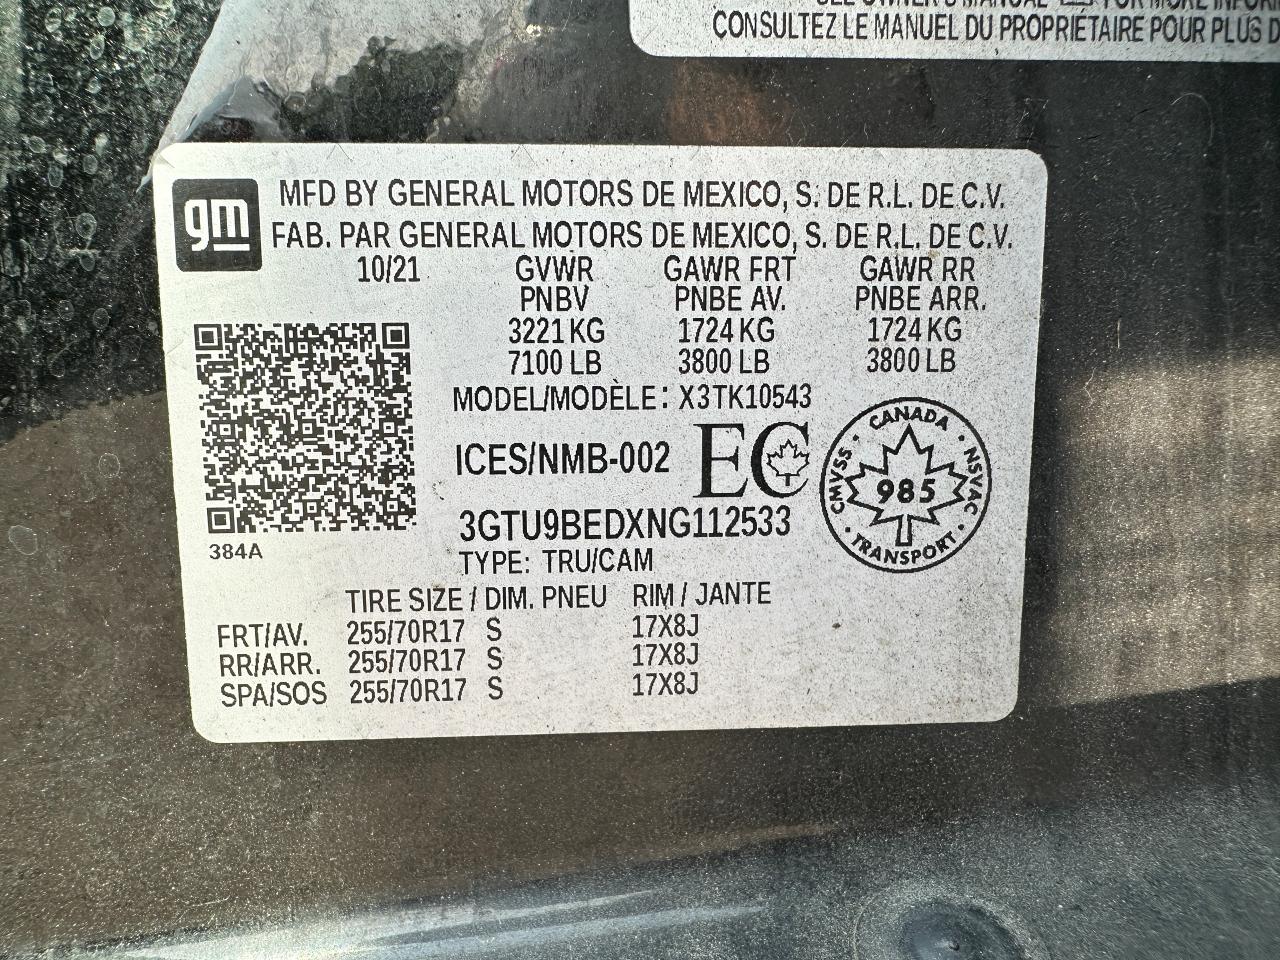 CONSULTEZ LE MANUEL DU PROPRIÉTAIRE POUR PLUS D
gm
MFD BY GENERAL MOTORS DE MEXICO, S. DE R.L. DE C.V.
FAB. PAR GENERAL MOTORS DE MEXICO, S. DE R.L. DE C.V.
10/21 GVWR GAWR FRT GAWR RR
PNBV PNBE AV. PNBE ARR.
3221 KG 1724 KG 1724 KG
7100 LB 3800 LB 3800 LB
MODEL/MODÈLE: X3TK10543
ICES/NMB-002 EC
CANADA
CMVSS 985 NSVAC
TRANSPORT
3GTU9BEDXNG112533
384A
TYPE: TRU/CAM
TIRE SIZE / DIM. PNEU RIM / JANTE
FRT/AV. 255/70R17 S 17X8J
RR/ARR. 255/70R17 S 17X8J
SPA/SOS 255/70R17 S 17X8J